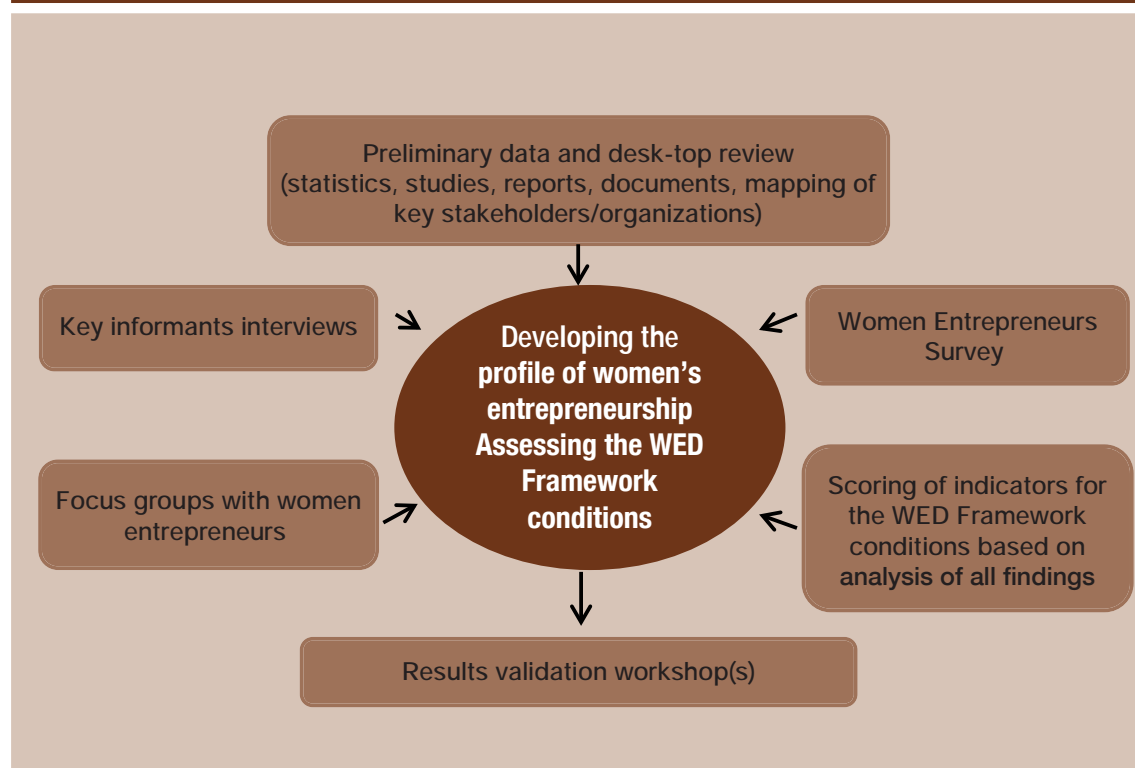 Preliminary data and desk-top review
(statistics, studies, reports, documents, mapping of
key stakeholders/organizations)
Key informants interviews
Developing the
profile of women's
entrepreneurship
Assessing the WED
Framework
conditions
Women Entrepreneurs
Survey
Focus groups with women
entrepreneurs
Scoring of indicators for
the WED Framework
conditions based on
analysis of all findings
Results validation workshop(s)